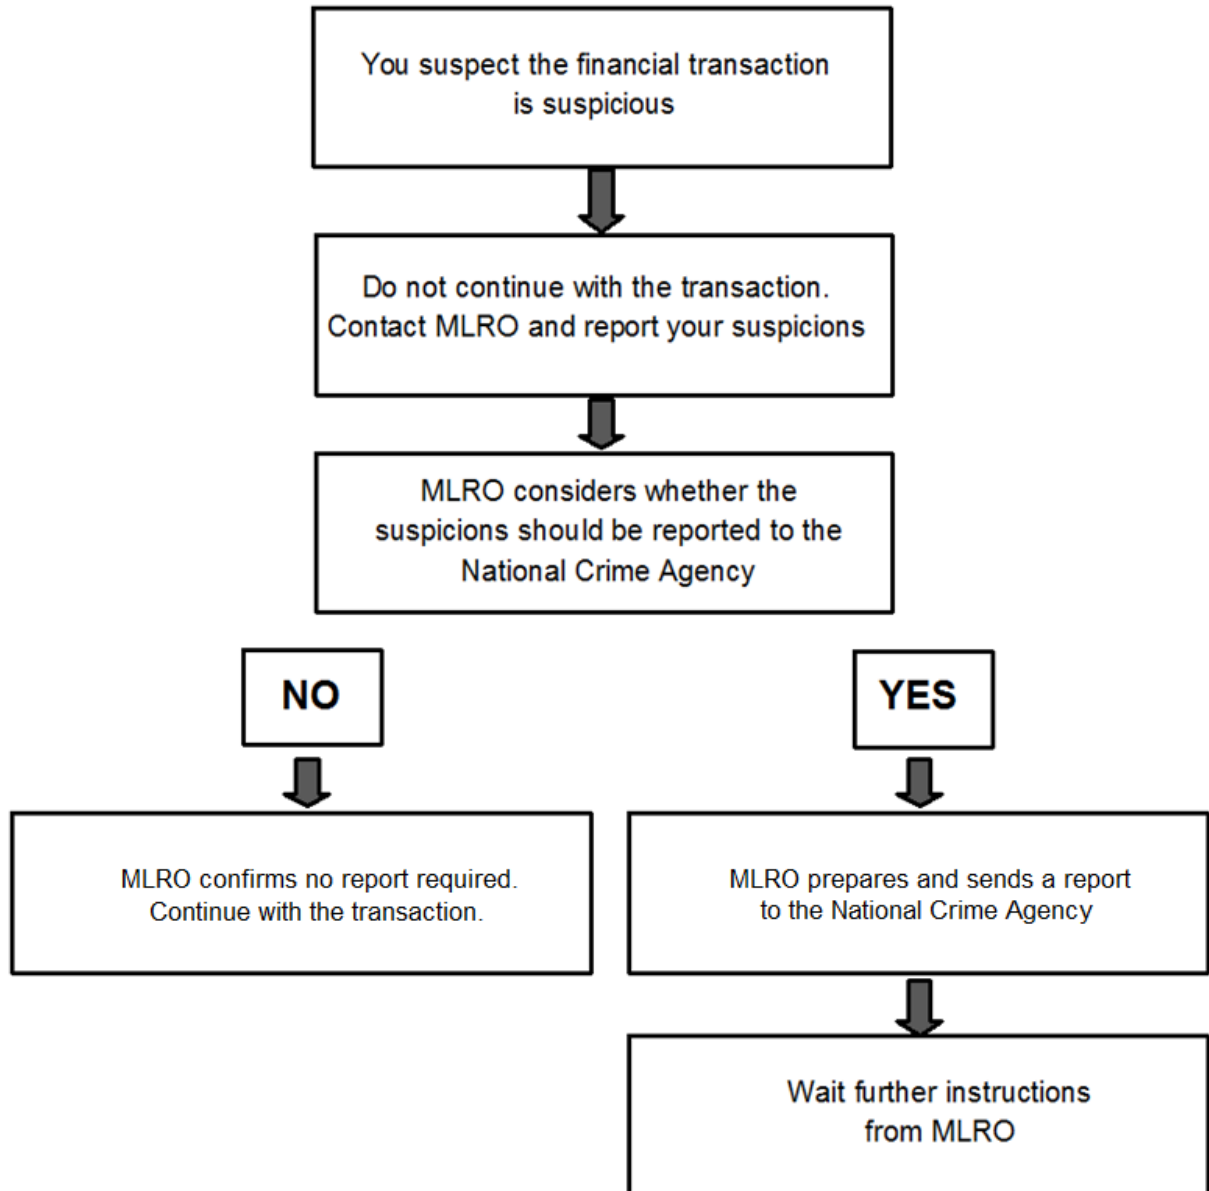 You suspect the financial transaction
is suspicious
Do not continue with the transaction.
Contact MLRO and report your suspicions
MLRO considers whether the
suspicions should be reported to the
National Crime Agency
NO
YES
MLRO confirms no report required.
Continue with the transaction.
MLRO prepares and sends a report
to the National Crime Agency
Wait further instructions
from MLRO